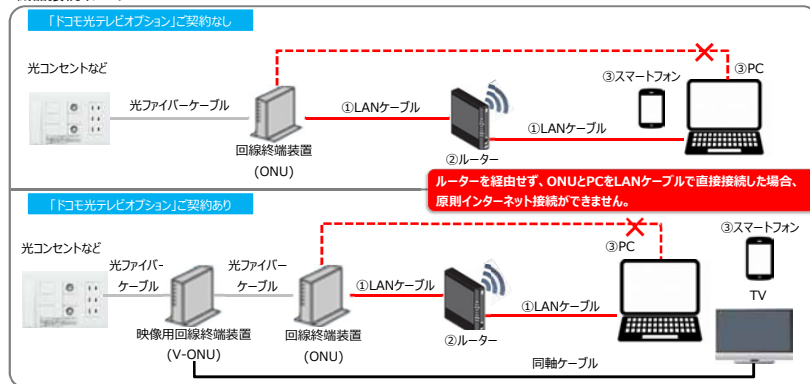 「ドコモ光テレビオプション」ご契約なし
光コンセントなど
光ファイバーケーブル
回線終端装置
(ONU)
①LANケーブル
②ルーター
①LANケーブル
③スマートフォン
③PC
ルーターを経由せず、ONUとPCをLANケーブルで直接接続した場合、
原則インターネット接続ができません。
「ドコモ光テレビオプション」ご契約あり
光コンセントなど
光ファイバー
ケーブル
映像用回線終端装置
(V-ONU)
光ファイバー
ケーブル
回線終端装置
(ONU)
①LANケーブル
②ルーター
①LANケーブル
③PC
③スマートフォン
TV
同軸ケーブル